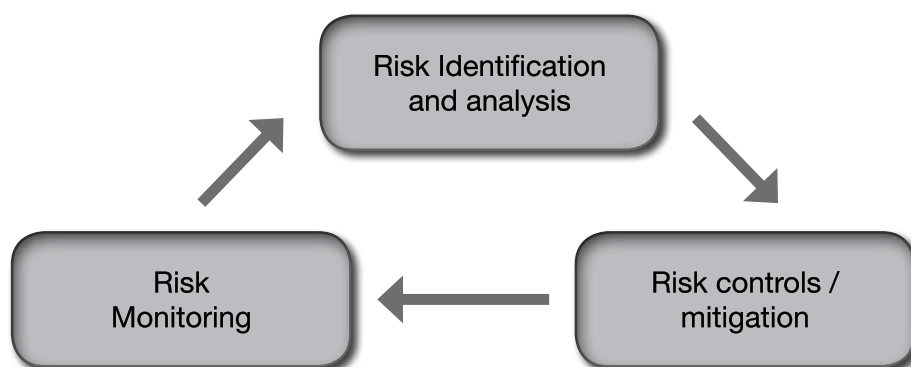 Risk Identification
and analysis
Risk
Monitoring
Risk controls /
mitigation